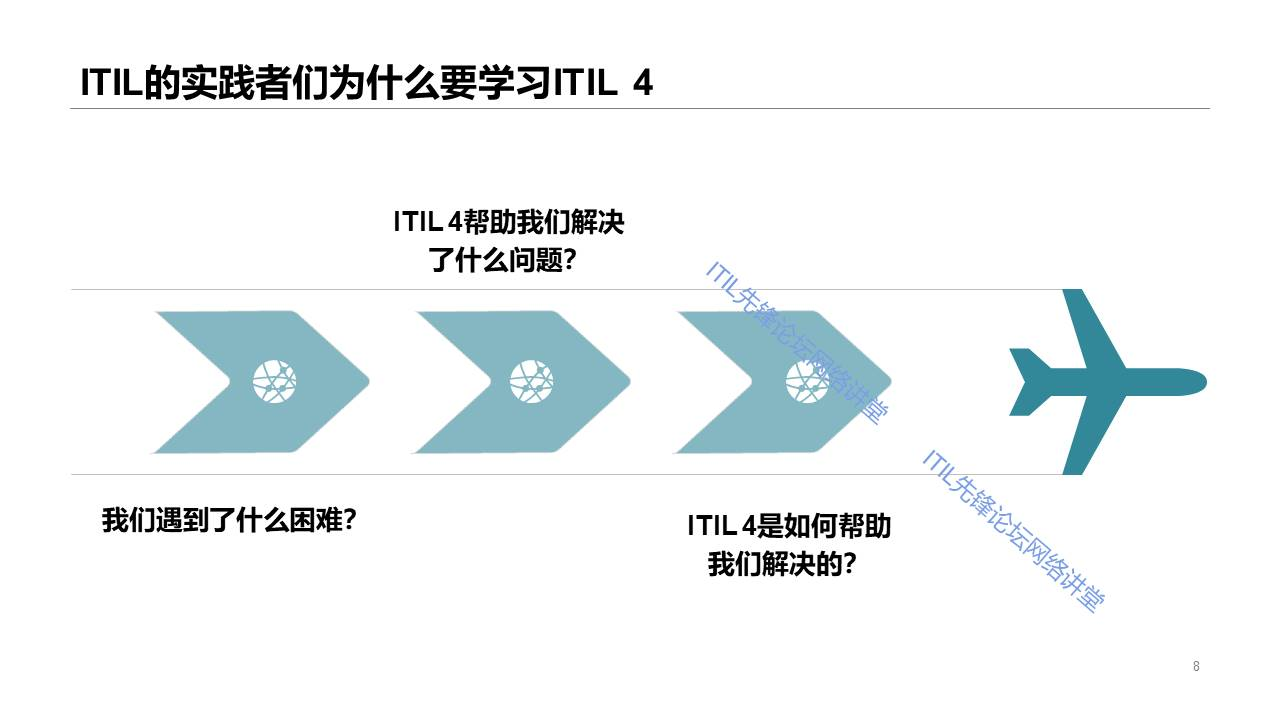 ITIL的实践者们为什么要学习ITIL 4
ITIL 4帮助我们解决
了什么问题？
ITIL先锋论坛网络讲堂
ITIL先锋论坛网络讲堂
我们遇到了什么困难？
ITIL 4是如何帮助
我们解决的？
8